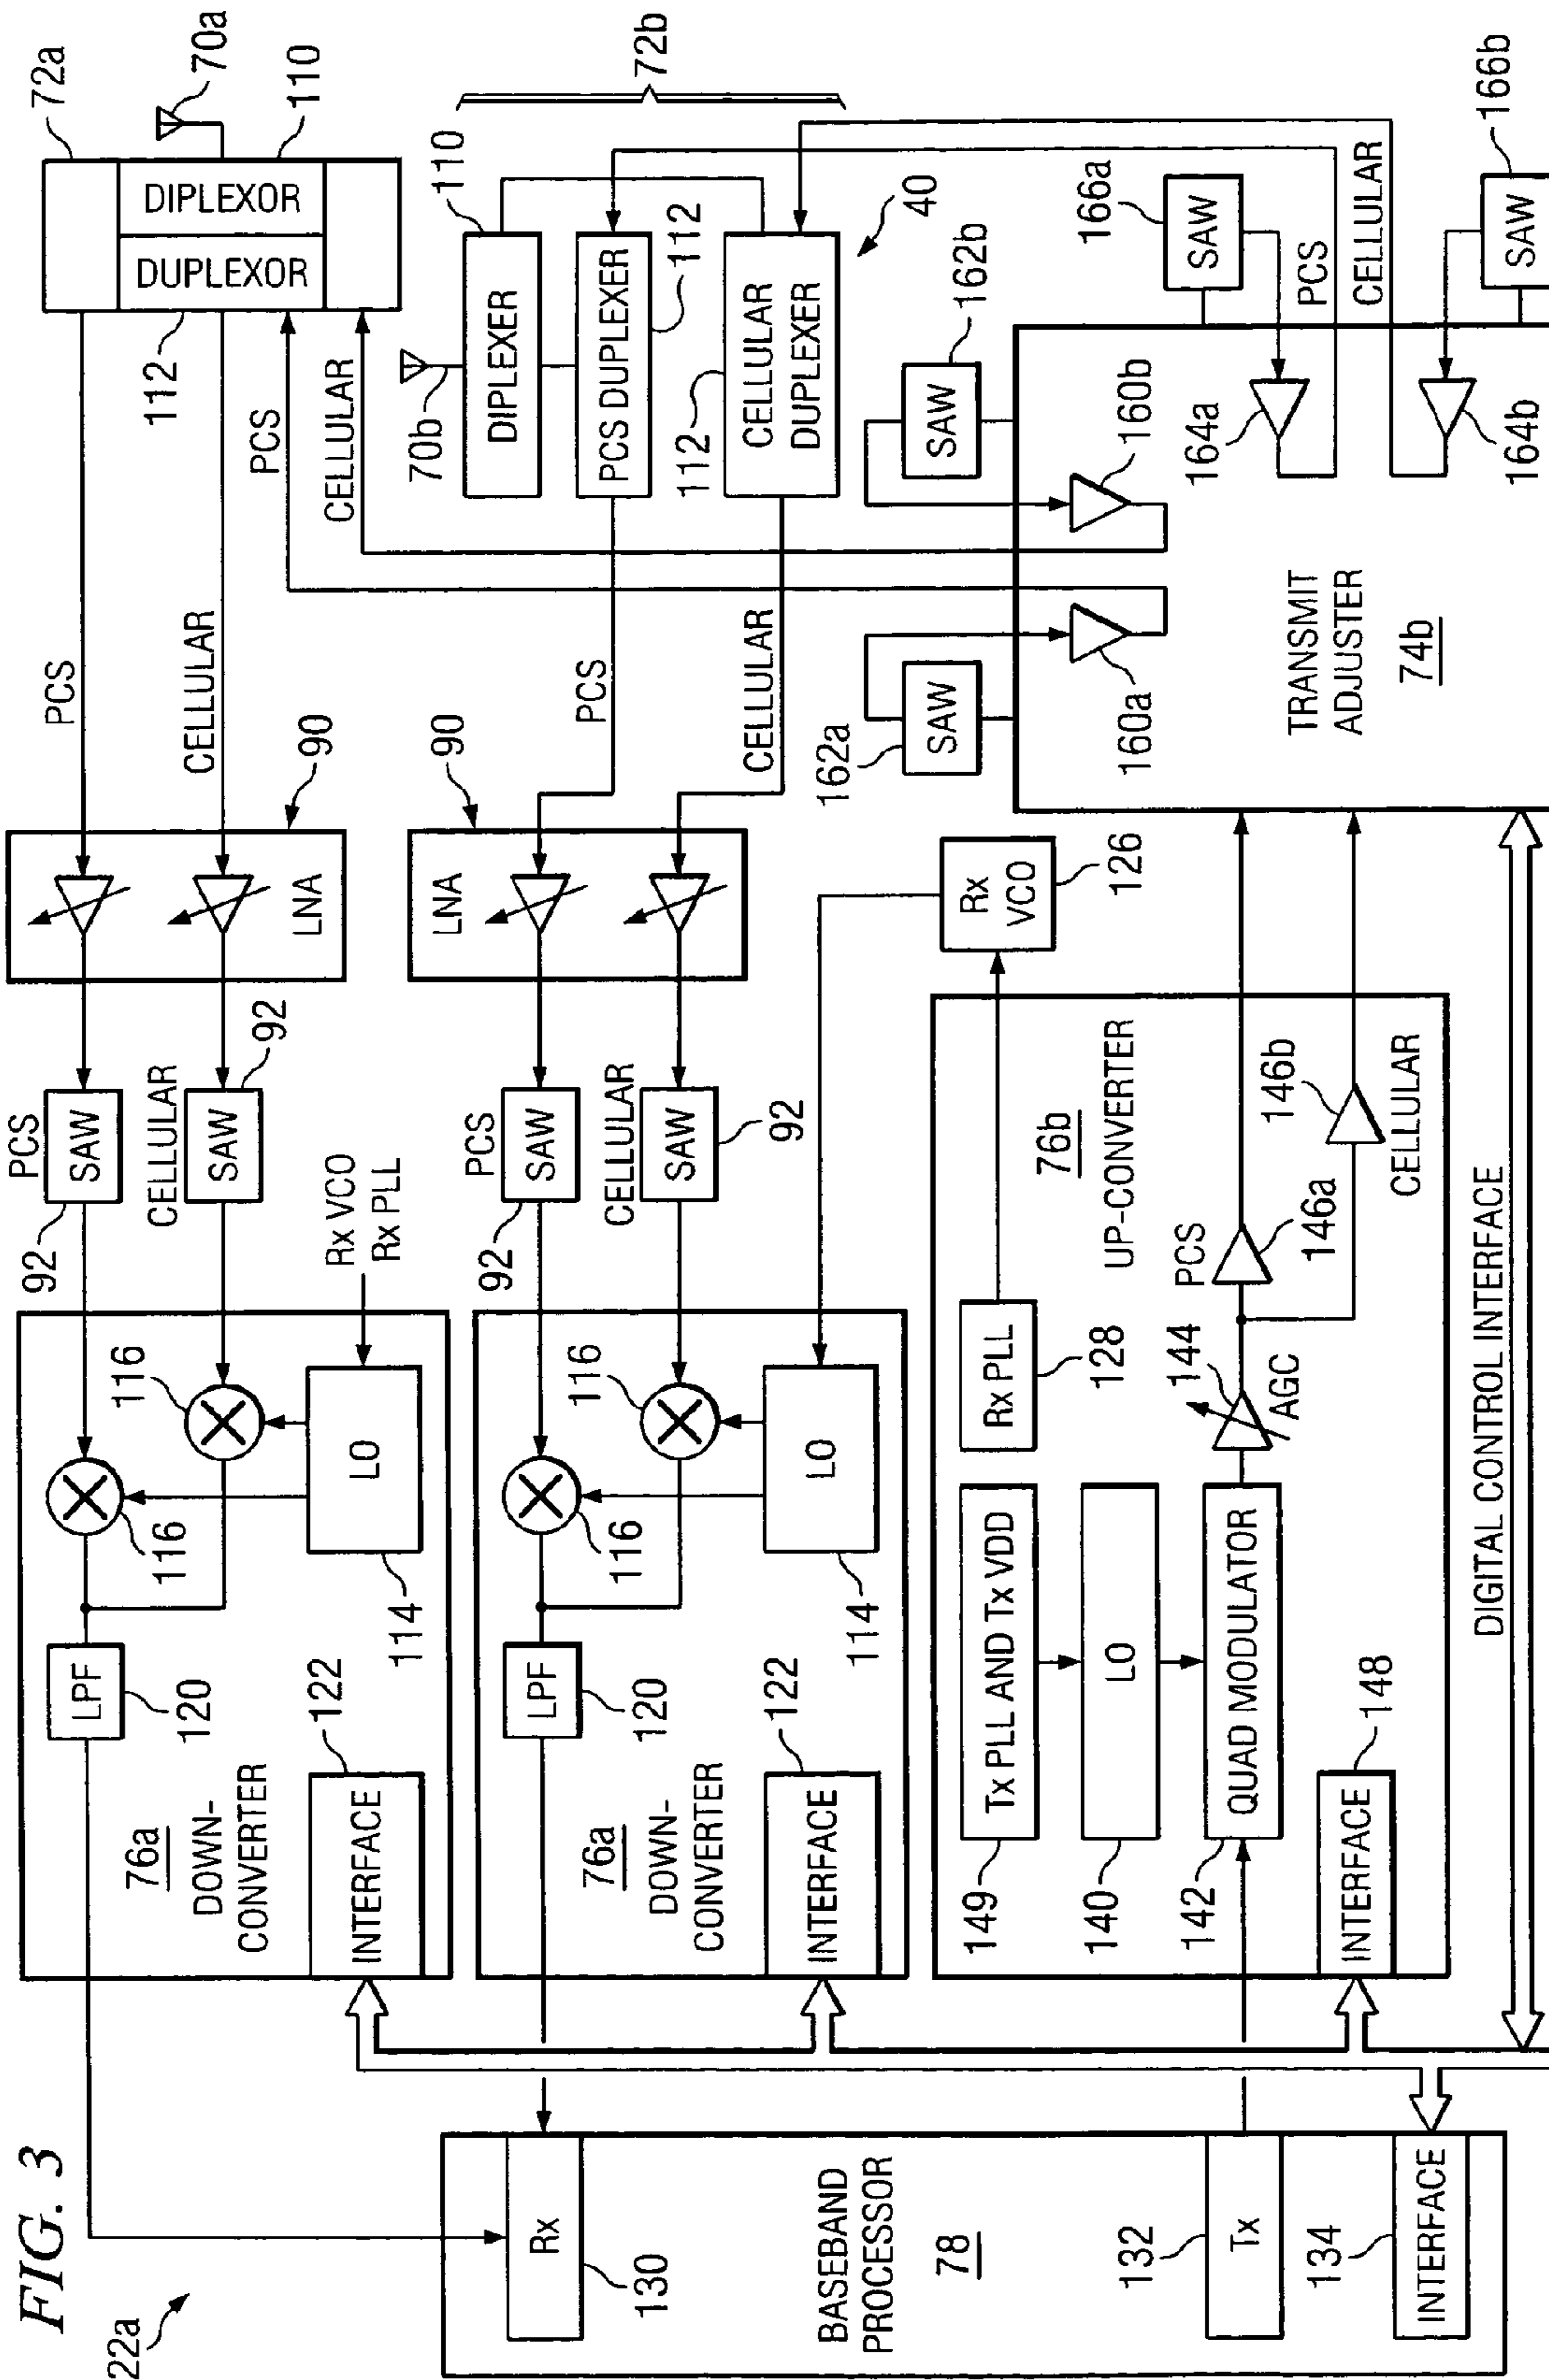 FIG. 3
22a
BASEBAND
PROCESSOR
78
Rx
130
Tx
132
INTERFACE
134
76a
DOWN-
CONVERTER
LPF
120
INTERFACE
122
116
116
LO
114
Rx VCO
Rx PLL
PCS
SAW
92
CELLULAR
SAW
92
LNA
90
PCS
CELLULAR
72a
DIPLEXOR
DUPLEXOR
70a
110
112
PCS
CELLULAR
76a
DOWN-
CONVERTER
LPF
120
INTERFACE
122
116
116
LO
114
PCS
SAW
92
CELLULAR
SAW
92
LNA
90
PCS
CELLULAR
72b
110
DIPLEXER
70b
PCS DUPLEXER
112
CELLULAR
DUPLEXER
112
40
76b
UP-CONVERTER
Tx PLL AND Tx VDD
149
LO
140
QUAD MODULATOR
142
INTERFACE
148
Rx PLL
128
Rx
VCO
126
144
AGC
PCS
146a
146b
CELLULAR
TRANSMIT
ADJUSTER
74b
SAW
162a
160a
SAW
162b
160b
SAW
166a
164a
PCS
CELLULAR
SAW
166b
164b
DIGITAL CONTROL INTERFACE